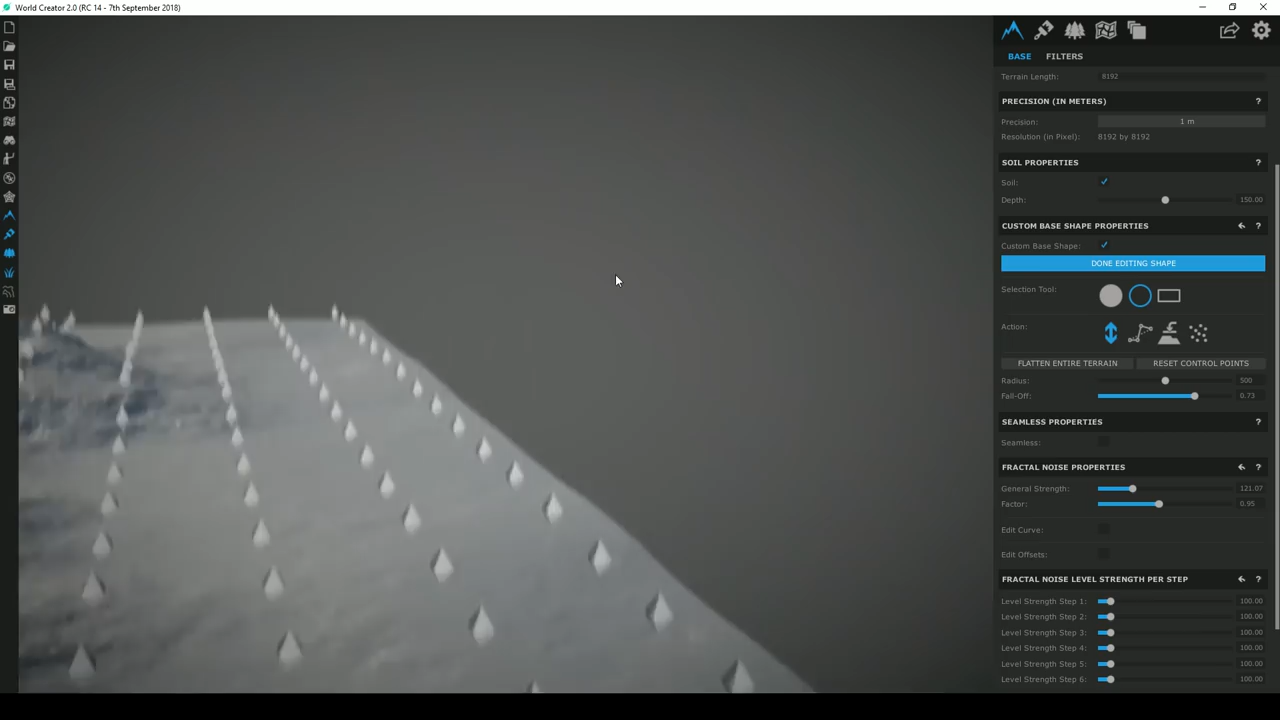 World Creator 2.0 (RC 14 - 7th September 2018)
BASE FILTERS
Terrain Length: 8192
PRECISION (IN METERS) ?
Precision: 1 m
Resolution (in Pixel): 8192 by 8192
SOIL PROPERTIES ?
Soil:
Depth: 150.00
CUSTOM BASE SHAPE PROPERTIES ?
Custom Base Shape:
DONE EDITING SHAPE
Selection Tool:
Action:
FLATTEN ENTIRE TERRAIN RESET CONTROL POINTS
Radius: 500
Fall-Off: 0.73
SEAMLESS PROPERTIES ?
Seamless:
FRACTAL NOISE PROPERTIES ?
General Strength: 121.07
Factor: 0.95
Edit Curve:
Edit Offsets:
FRACTAL NOISE LEVEL STRENGTH PER STEP ?
Level Strength Step 1: 100.00
Level Strength Step 2: 100.00
Level Strength Step 3: 100.00
Level Strength Step 4: 100.00
Level Strength Step 5: 100.00
Level Strength Step 6: 100.00